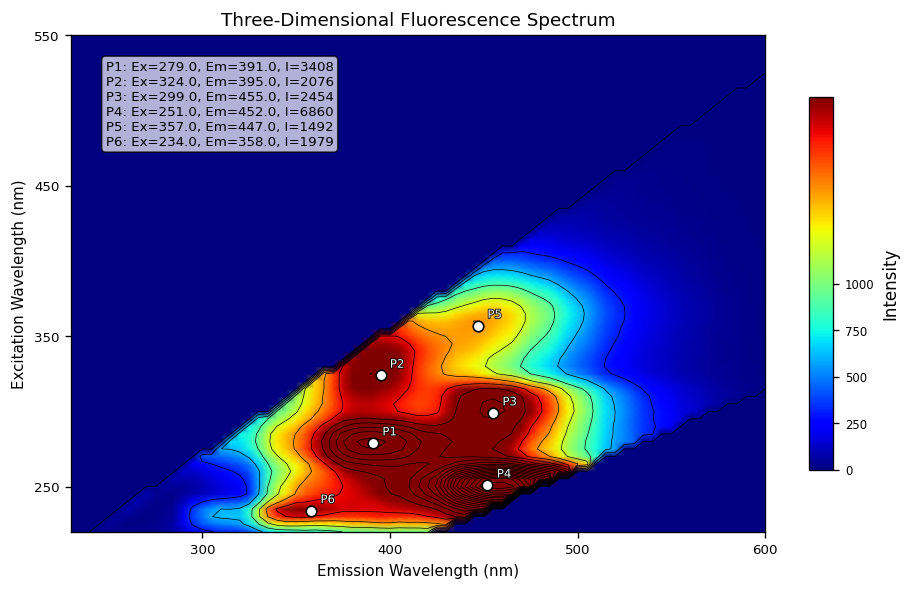 Three-Dimensional Fluorescence Spectrum
550
450
350
250
Excitation Wavelength (nm)
P1: Ex=279.0, Em=391.0, I=3408
P2: Ex=324.0, Em=395.0, I=2076
P3: Ex=299.0, Em=455.0, I=2454
P4: Ex=251.0, Em=452.0, I=6860
P5: Ex=357.0, Em=447.0, I=1492
P6: Ex=234.0, Em=358.0, I=1979
P5
P2
P3
P1
P4
P6
300
400
500
600
Emission Wavelength (nm)
1000
750
500
250
0
Intensity